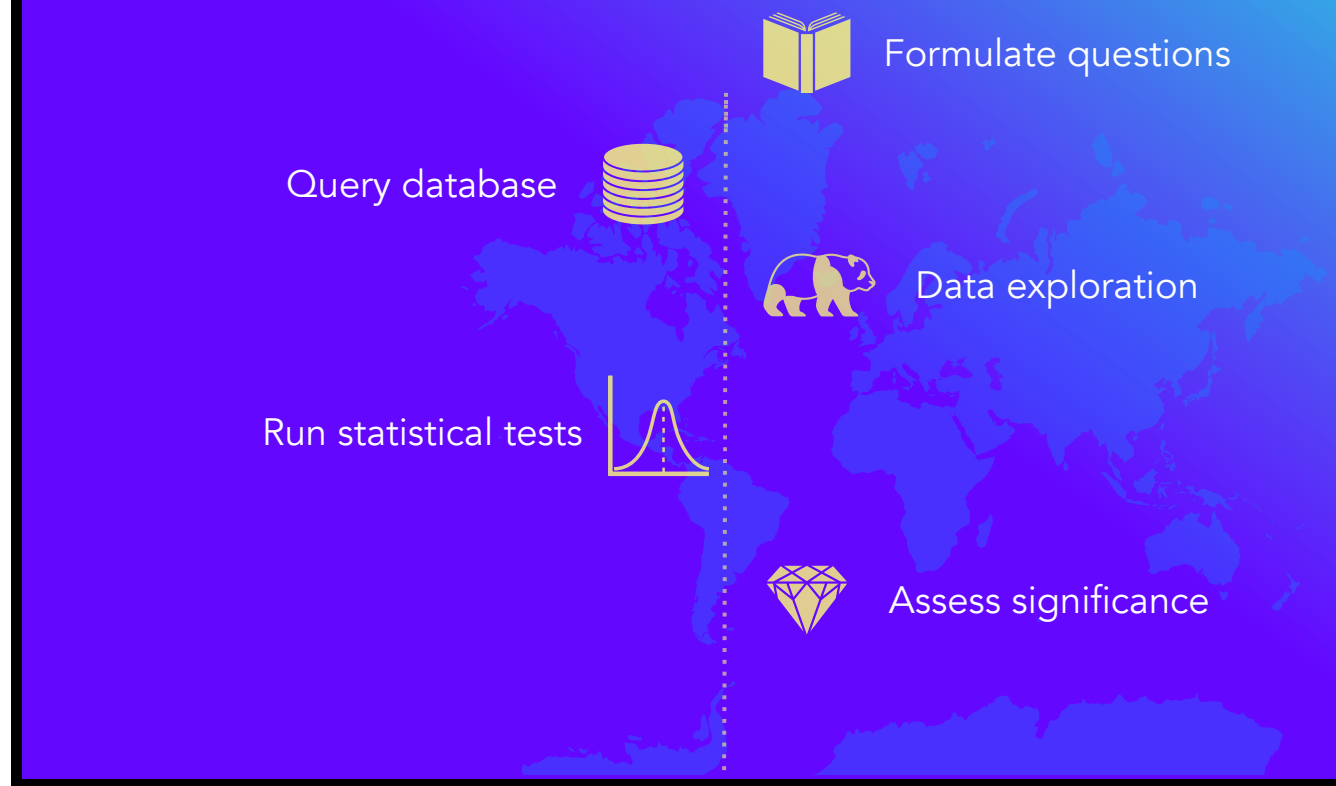 Formulate questions
Query database
Data exploration
Run statistical tests
Assess significance